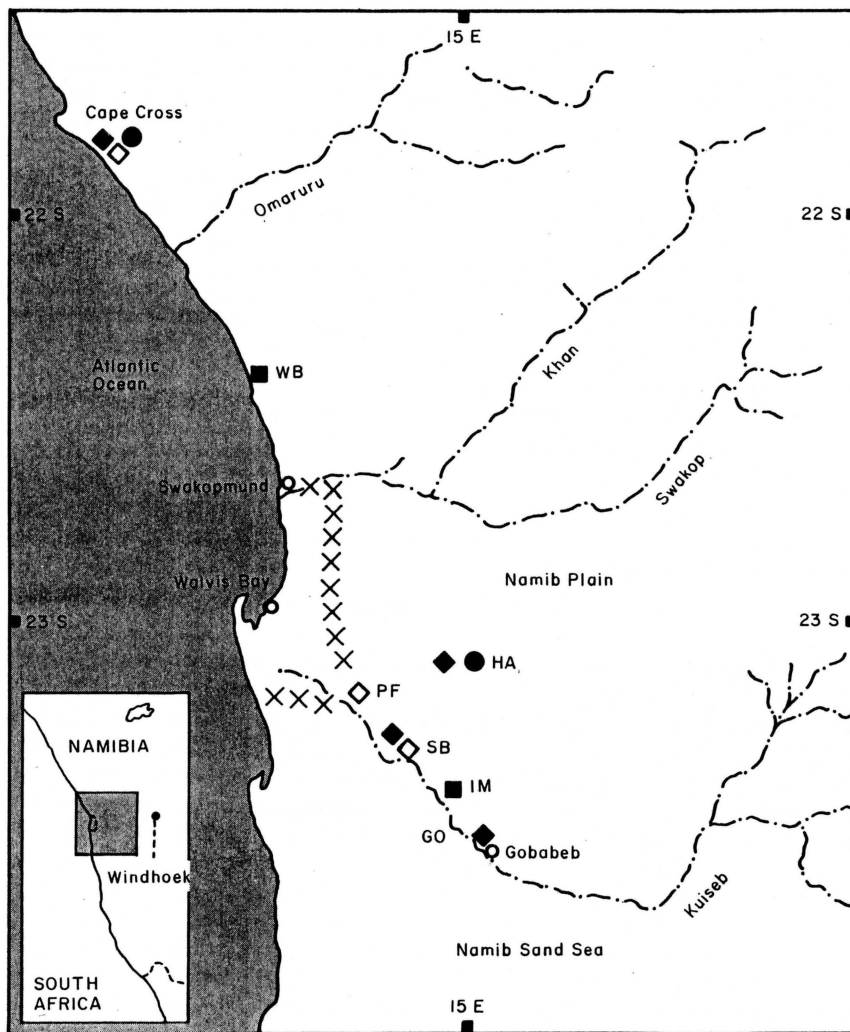 15 E
Cape Cross
Omaruru
22 S
22 S
Atlantic
Ocean
WB
Khan
Swakopmund
Swakop
Walvis Bay
Namib Plain
23 S
23 S
HA
PF
SB
IM
GO
Gobabeb
Kuiseb
Namib Sand Sea
15 E
NAMIBIA
Windhoek
SOUTH
AFRICA